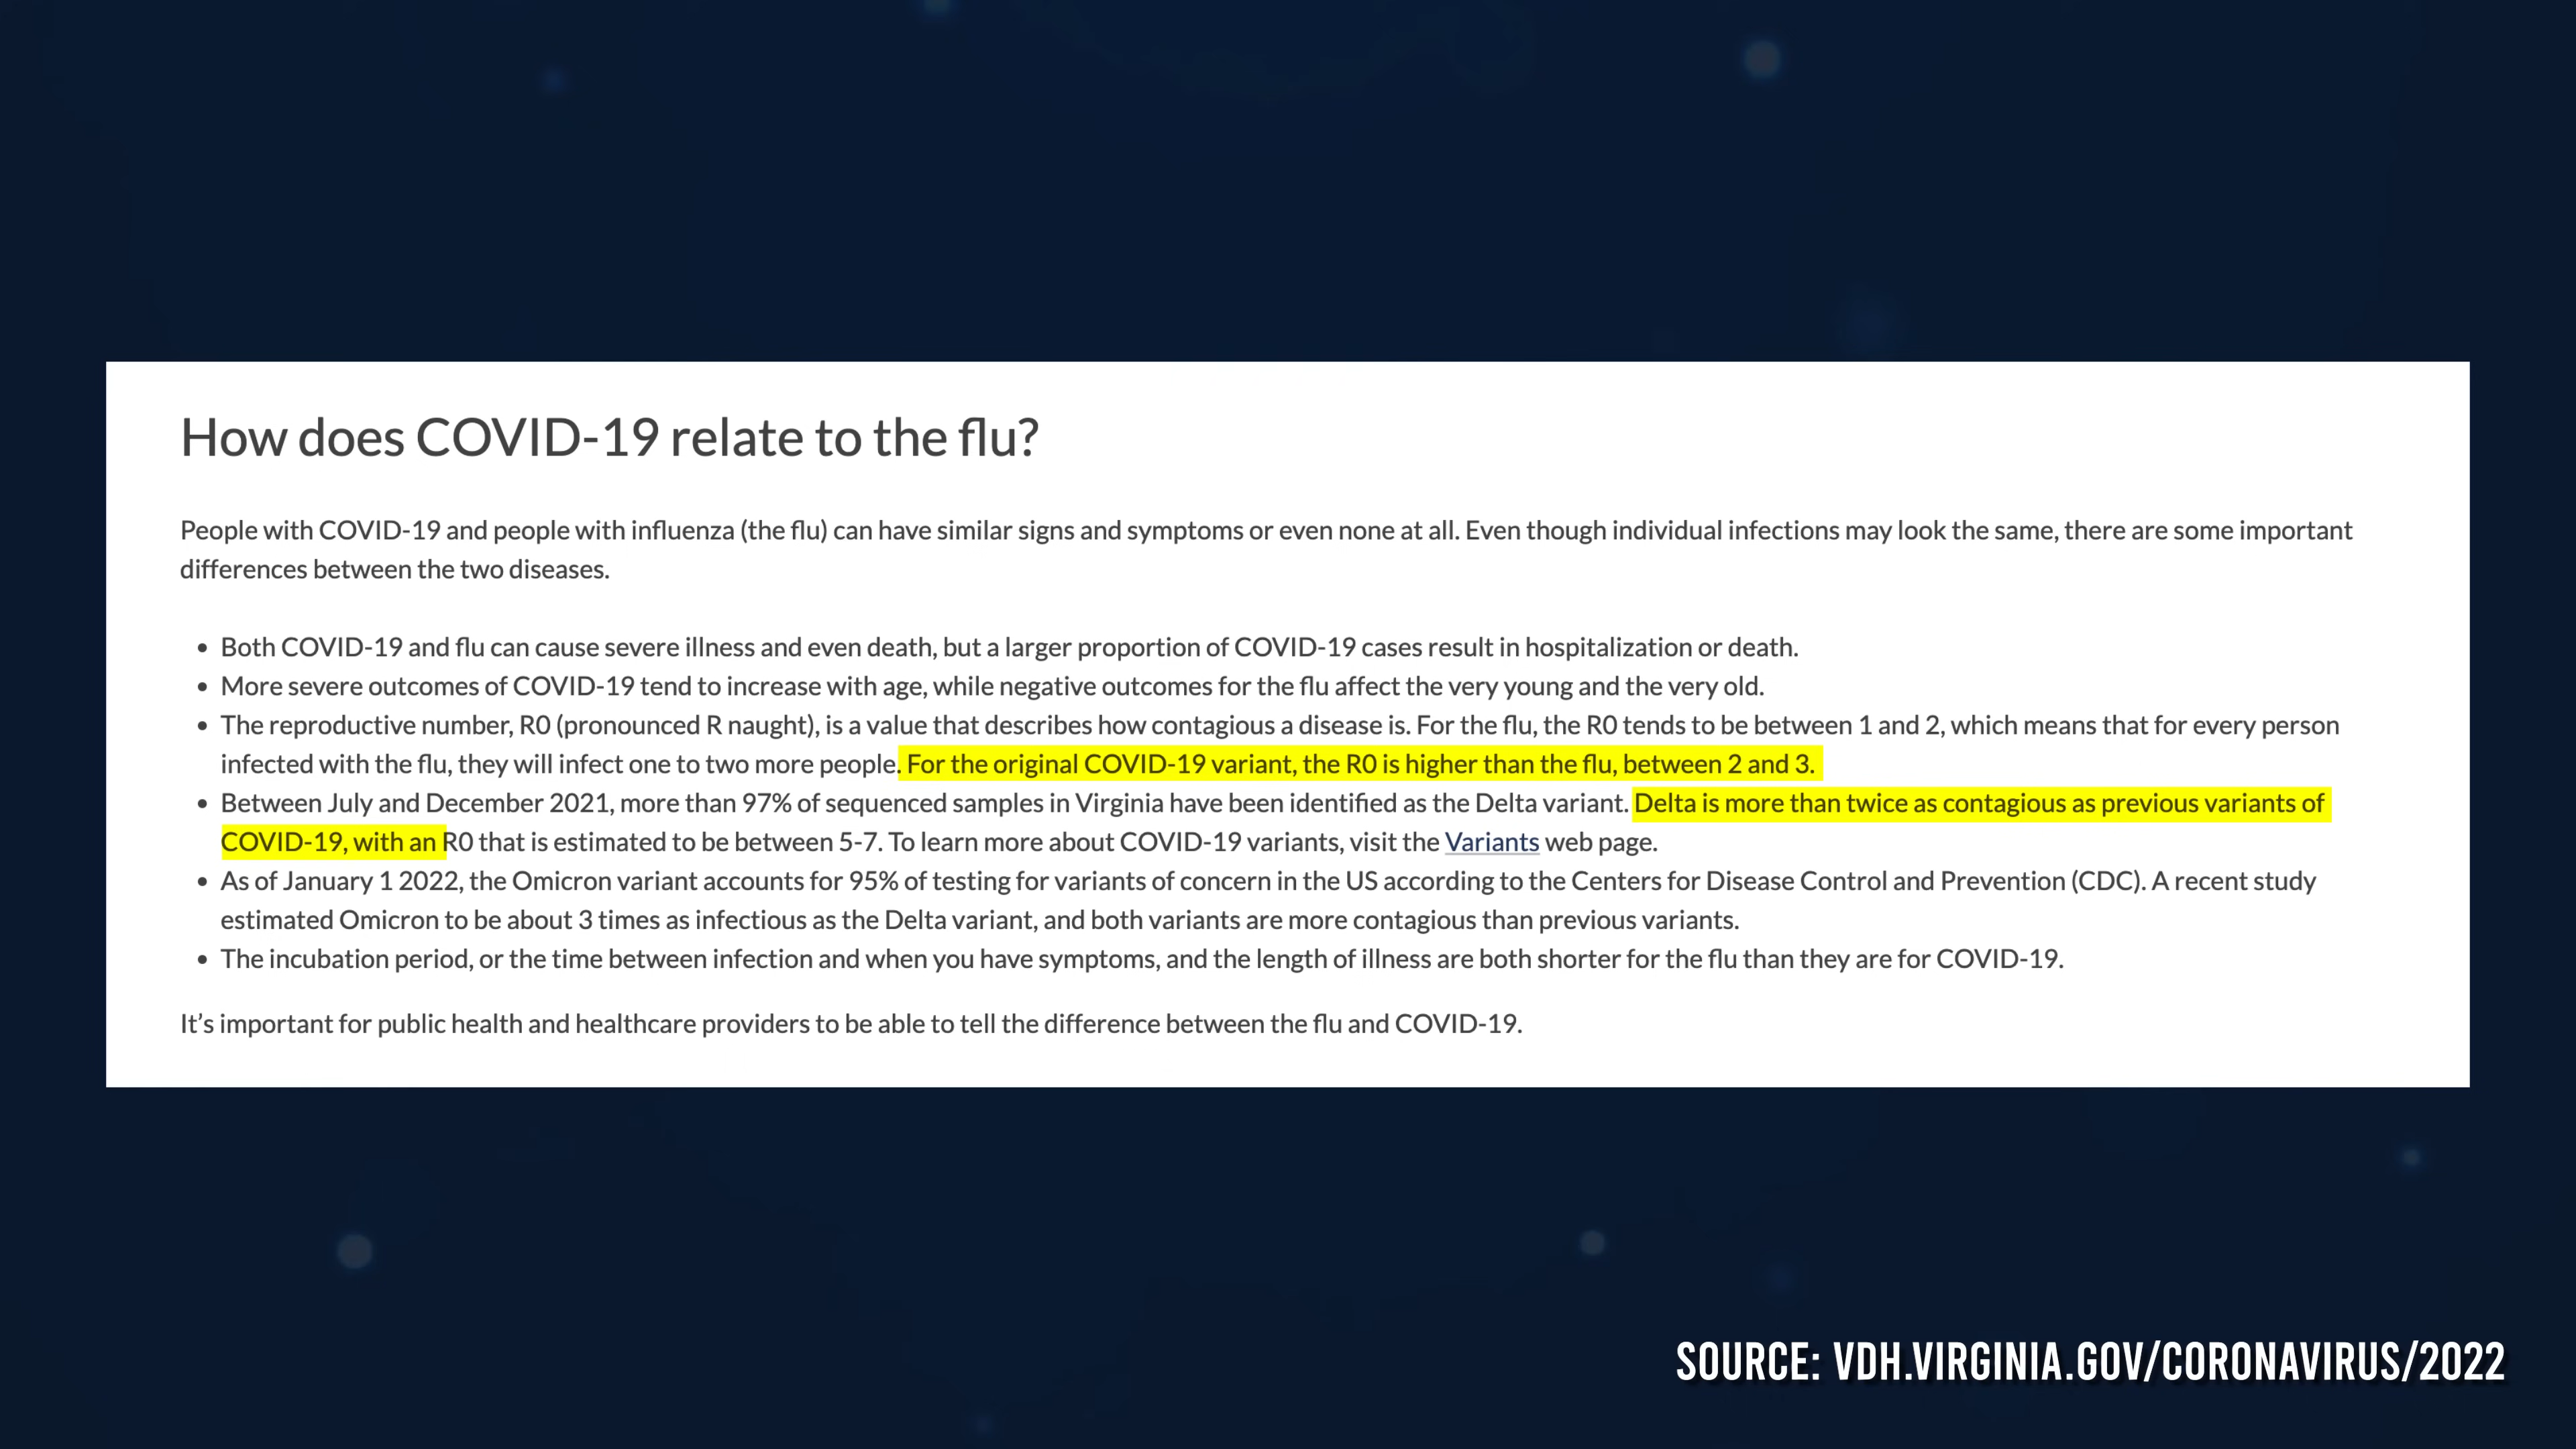 How does COVID-19 relate to the flu?
People with COVID-19 and people with influenza (the flu) can have similar signs and symptoms or even none at all. Even though individual infections may look the same, there are some important
differences between the two diseases.
• Both COVID-19 and flu can cause severe illness and even death, but a larger proportion of COVID-19 cases result in hospitalization or death.
• More severe outcomes of COVID-19 tend to increase with age, while negative outcomes for the flu affect the very young and the very old.
• The reproductive number, R0 (pronounced R naught), is a value that describes how contagious a disease is. For the flu, the R0 tends to be between 1 and 2, which means that for every person
infected with the flu, they will infect one to two more people. For the original COVID-19 variant, the R0 is higher than the flu, between 2 and 3.
• Between July and December 2021, more than 97% of sequenced samples in Virginia have been identified as the Delta variant. Delta is more than twice as contagious as previous variants of
COVID-19, with an R0 that is estimated to be between 5-7. To learn more about COVID-19 variants, visit the Variants web page.
• As of January 1 2022, the Omicron variant accounts for 95% of testing for variants of concern in the US according to the Centers for Disease Control and Prevention (CDC). A recent study
estimated Omicron to be about 3 times as infectious as the Delta variant, and both variants are more contagious than previous variants.
• The incubation period, or the time between infection and when you have symptoms, and the length of illness are both shorter for the flu than they are for COVID-19.
It's important for public health and healthcare providers to be able to tell the difference between the flu and COVID-19.
SOURCE: VDH.VIRGINIA.GOV/CORONAVIRUS/2022